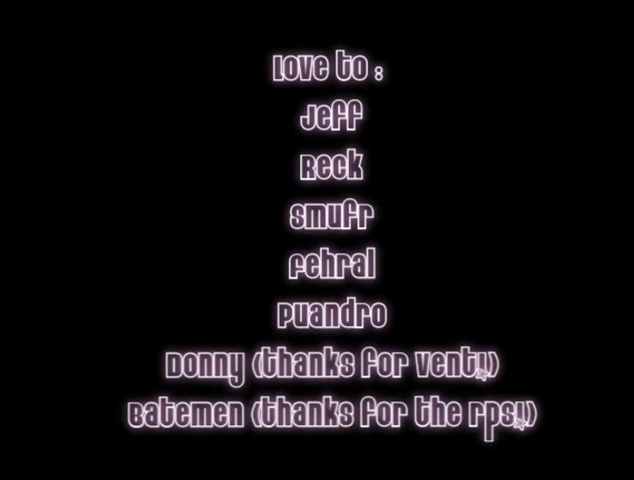 Love to :
Jeff
Reck
Smufr
fehral
Puandro
Donny (thanks for vent!)
Batemen (thanks for the rps!)